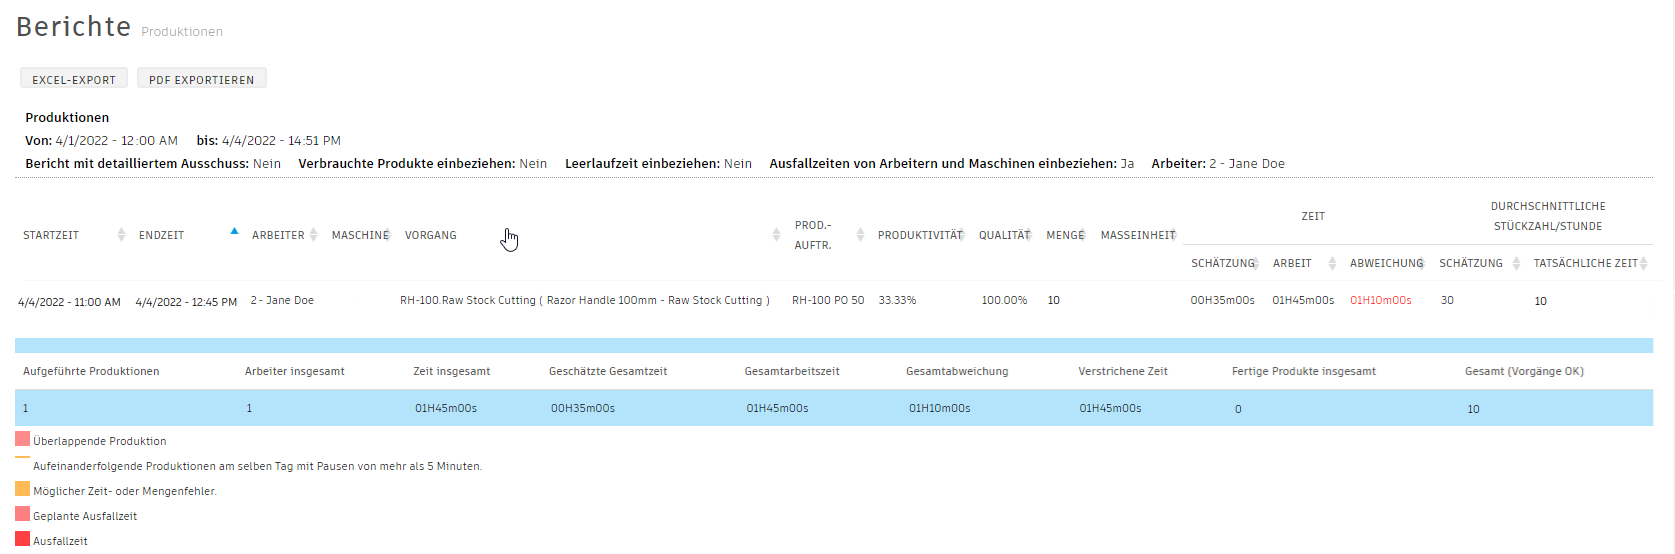 Berichte Produktionen
EXCEL-EXPORT PDF EXPORTIEREN
Produktionen
Von: 4/1/2022 - 12:00 AM bis: 4/4/2022 - 14:51 PM
Bericht mit detailliertem Ausschuss: Nein Verbrauchte Produkte einbeziehen: Nein Leerlaufzeit einbeziehen: Nein Ausfallzeiten von Arbeitern und Maschinen einbeziehen: Ja Arbeiter: 2 - Jane Doe
STARTZEIT ENDZEIT ARBEITER MASCHINE VORGANG PROD.-AUFTR. PRODUKTIVITÄT QUALITÄT MENGE MASSEINHEIT ZEIT DURCHSCHNITTLICHE STÜCKZAHL/STUNDE
SCHÄTZUNG ARBEIT ABWEICHUNG SCHÄTZUNG TATSÄCHLICHE ZEIT
4/4/2022 - 11:00 AM 4/4/2022 - 12:45 PM 2 - Jane Doe RH-100.Raw Stock Cutting ( Razor Handle 100mm - Raw Stock Cutting ) RH-100 PO 50 33.33% 100.00% 10 00H35m00s 01H45m00s 01H10m00s 30 10
Aufgeführte Produktionen Arbeiter insgesamt Zeit insgesamt Geschätzte Gesamtzeit Gesamtarbeitszeit Gesamtabweichung Verstrichene Zeit Fertige Produkte insgesamt Gesamt (Vorgänge OK)
1 1 01H45m00s 00H35m00s 01H45m00s 01H10m00s 01H45m00s 0 10
Überlappende Produktion
Aufeinanderfolgende Produktionen am selben Tag mit Pausen von mehr als 5 Minuten.
Möglicher Zeit- oder Mengenfehler.
Geplante Ausfallzeit
Ausfallzeit